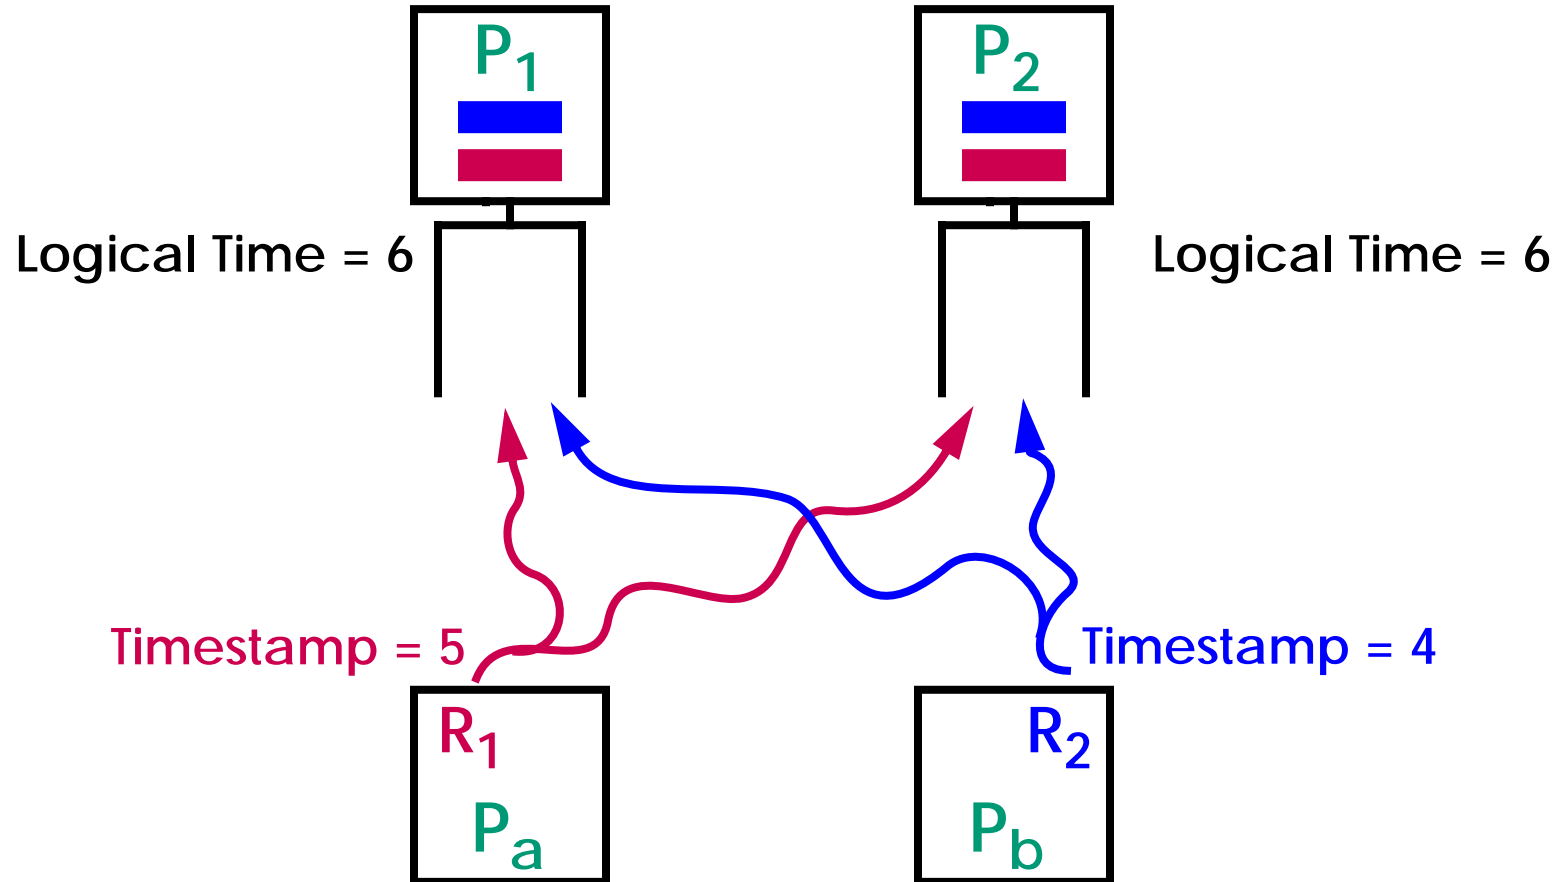 P1
P2
Logical Time = 6
Logical Time = 6
Timestamp = 5
Timestamp = 4
R1
R2
Pa
Pb